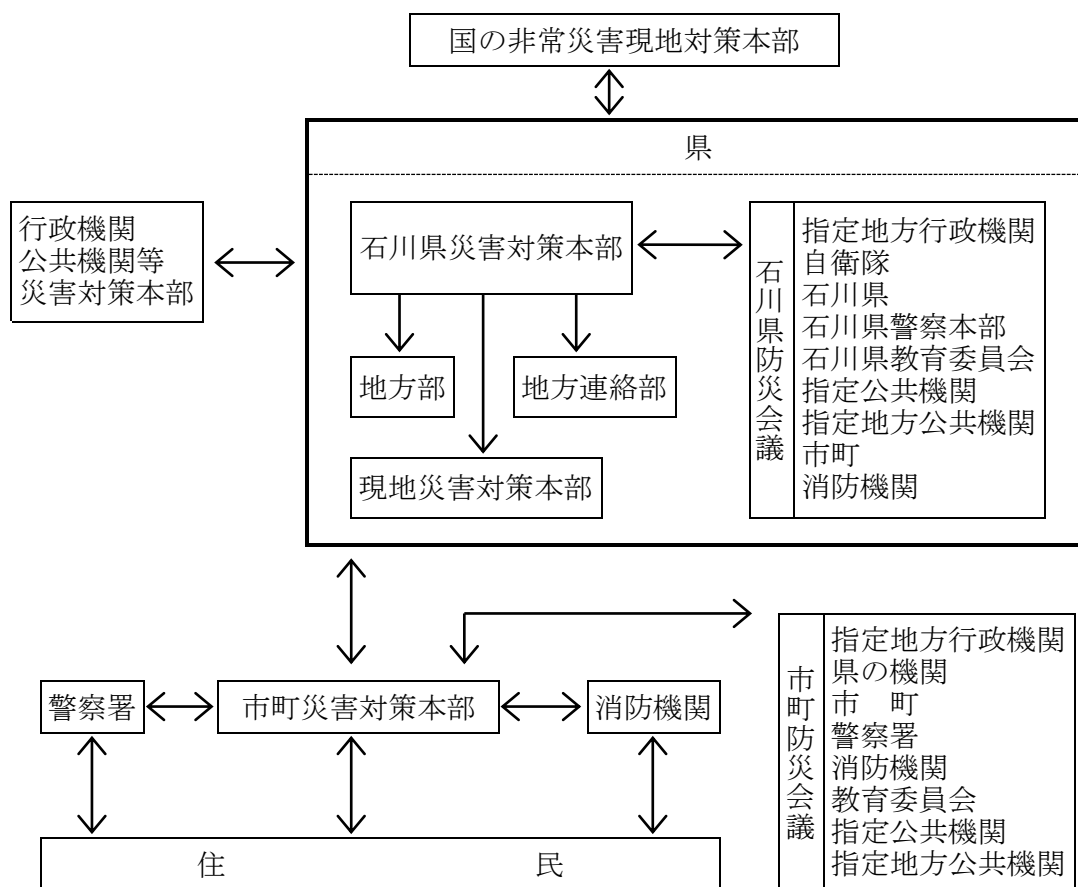 国の非常災害現地対策本部
県
行政機関
公共機関等
災害対策本部
石川県災害対策本部
地方部
地方連絡部
現地災害対策本部
石川県防災会議
指定地方行政機関
自衛隊
石川県
石川県警察本部
石川県教育委員会
指定公共機関
指定地方公共機関
市町
消防機関
警察署
市町災害対策本部
消防機関
市町防災会議
指定地方行政機関
県の機関
市　町
警察署
消防機関
教育委員会
指定公共機関
指定地方公共機関
住　民